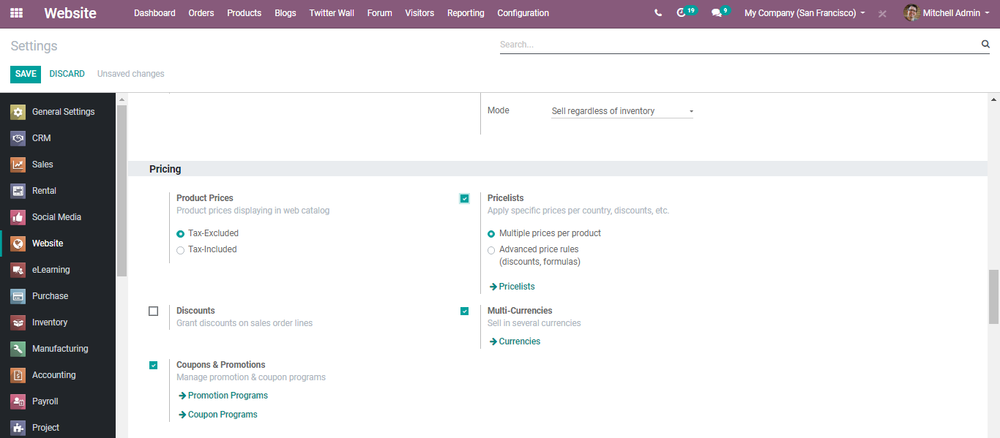 Website
Dashboard Orders Products Blogs Twitter Wall Forum Visitors Reporting Configuration
19 9 My Company (San Francisco) Mitchell Admin
Settings
Search...
SAVE DISCARD Unsaved changes
General Settings
CRM
Sales
Rental
Social Media
Website
eLearning
Purchase
Inventory
Manufacturing
Accounting
Payroll
Project
Mode Sell regardless of inventory
Pricing
Product Prices
Product prices displaying in web catalog
Tax-Excluded
Tax-Included
Pricelists
Apply specific prices per country, discounts, etc.
Multiple prices per product
Advanced price rules
(discounts, formulas)
Pricelists
Discounts
Grant discounts on sales order lines
Multi-Currencies
Sell in several currencies
Currencies
Coupons & Promotions
Manage promotion & coupon programs
Promotion Programs
Coupon Programs